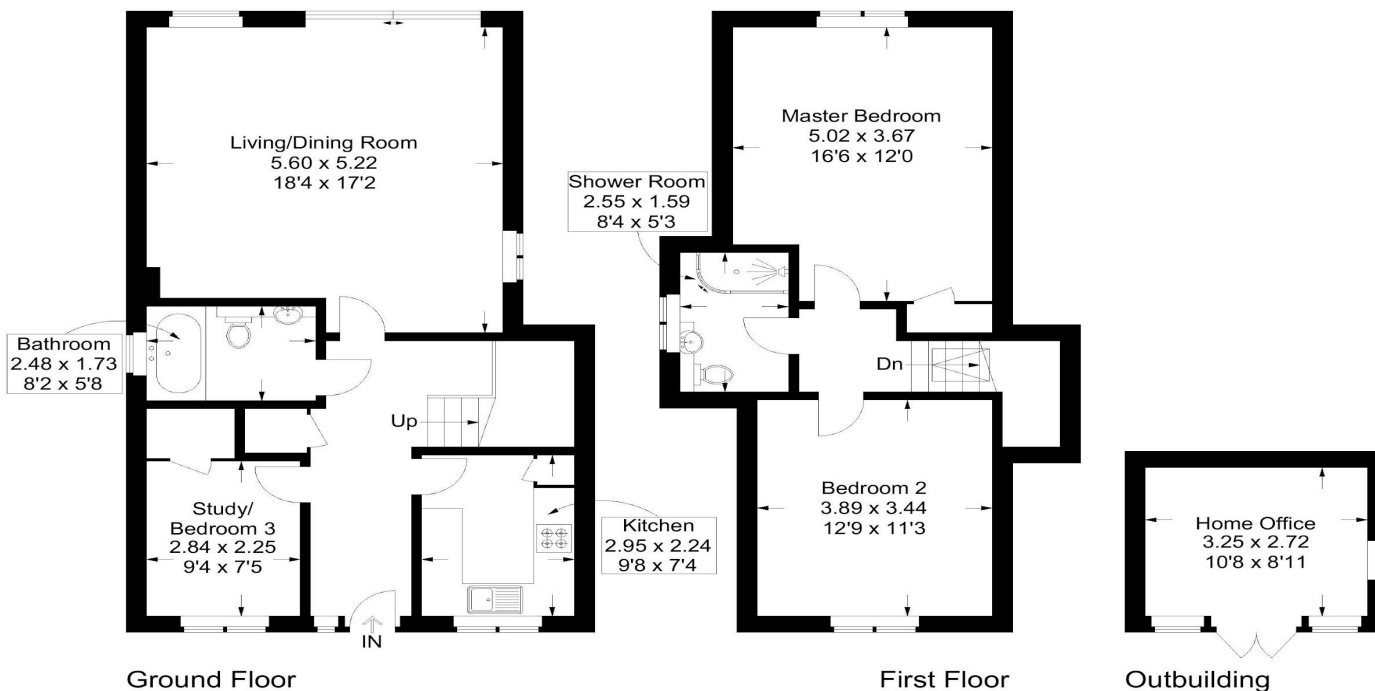 Living/Dining Room
5.60 x 5.22
18'4 x 17'2
Bathroom
2.48 x 1.73
8'2 x 5'8
Up
Study/
Bedroom 3
2.84 x 2.25
9'4 x 7'5
Kitchen
2.95 x 2.24
9'8 x 7'4
IN
Ground Floor
Master Bedroom
5.02 x 3.67
16'6 x 12'0
Shower Room
2.55 x 1.59
8'4 x 5'3
Dn
Bedroom 2
3.89 x 3.44
12'9 x 11'3
First Floor
Home Office
3.25 x 2.72
10'8 x 8'11
Outbuilding